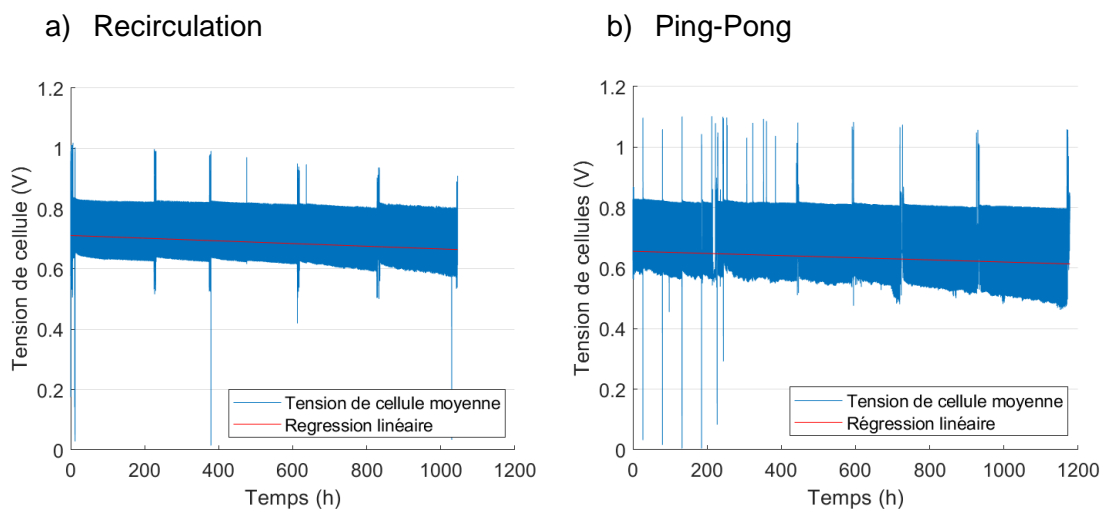 a) Recirculation
b) Ping-Pong
1.2
1
0.8
0.6
0.4
0.2
0
Tension de cellule (V)
0 200 400 600 800 1000 1200
Temps (h)
Tension de cellule moyenne
Regression linéaire
1.2
1
0.8
0.6
0.4
0.2
0
Tension de cellules (V)
0 200 400 600 800 1000 1200
Temps (h)
Tension de cellule moyenne
Régression linéaire